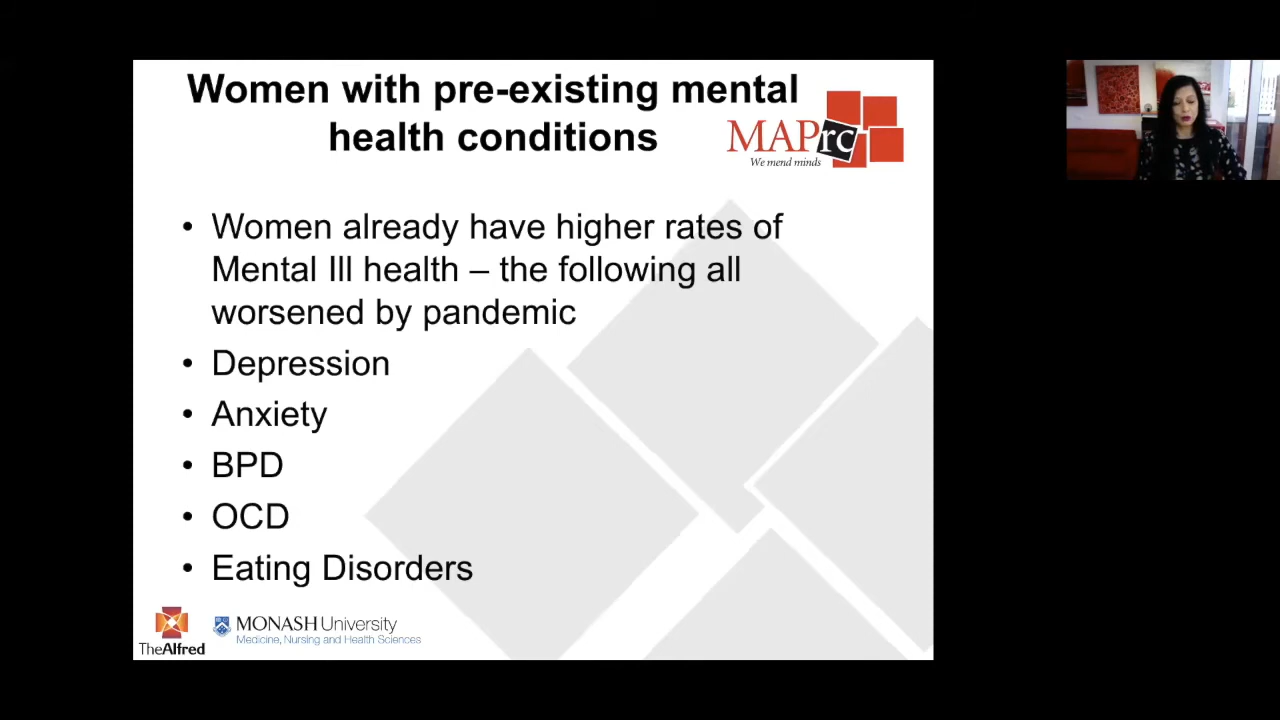 Women with pre-existing mental
health conditions
MAPrc
We mend minds
• Women already have higher rates of
Mental Ill health – the following all
worsened by pandemic
• Depression
• Anxiety
• BPD
• OCD
• Eating Disorders
TheAlfred
MONASH University
Medicine, Nursing and Health Sciences